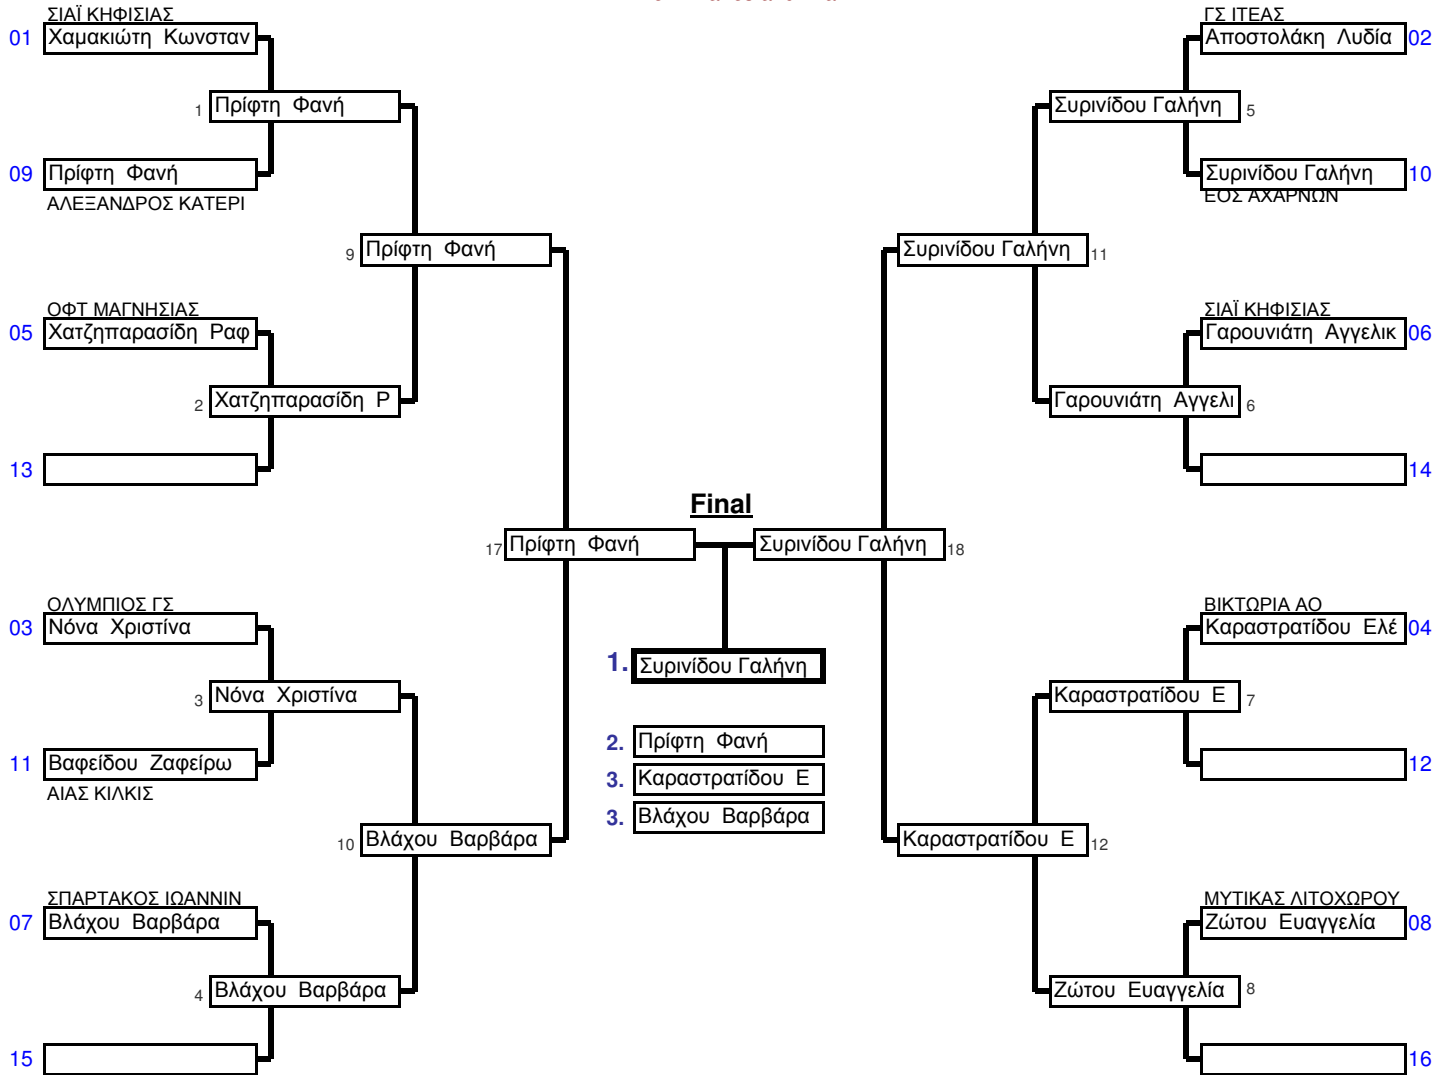 ΣΙΑΪ ΚΗΦΙΣΙΑΣ
01 Χαμακιώτη Κωνσταν
1 Πρίφτη Φανή
09 Πρίφτη Φανή
ΑΛΕΞΑΝΔΡΟΣ ΚΑΤΕΡΙ
9 Πρίφτη Φανή
ΟΦΤ ΜΑΓΝΗΣΙΑΣ
05 Χατζηπαρασίδη Ραφ
2 Χατζηπαρασίδη Ρ
13
17 Πρίφτη Φανή
ΟΛΥΜΠΙΟΣ ΓΣ
03 Νόνα Χριστίνα
3 Νόνα Χριστίνα
11 Βαφείδου Ζαφείρω
ΑΙΑΣ ΚΙΛΚΙΣ
10 Βλάχου Βαρβάρα
ΣΠΑΡΤΑΚΟΣ ΙΩΑΝΝΙΝ
07 Βλάχου Βαρβάρα
4 Βλάχου Βαρβάρα
15
Final
1. Συρινίδου Γαλήνη
2. Πρίφτη Φανή
3. Καραστρατίδου Ε
3. Βλάχου Βαρβάρα
ΓΣ ΙΤΕΑΣ
Αποστολάκη Λυδία 02
Συρινίδου Γαλήνη 5
Συρινίδου Γαλήνη 10
ΕΟΣ ΑΧΑΡΝΩΝ
Συρινίδου Γαλήνη 11
ΣΙΑΪ ΚΗΦΙΣΙΑΣ
Γαρουνιάτη Αγγελικ 06
Γαρουνιάτη Αγγελι 6
14
Συρινίδου Γαλήνη 18
ΒΙΚΤΩΡΙΑ ΑΟ
Καραστρατίδου Ελέ 04
Καραστρατίδου Ε 7
12
Καραστρατίδου Ε 12
ΜΥΤΙΚΑΣ ΛΙΤΟΧΩΡΟΥ
Ζώτου Ευαγγελία 08
Ζώτου Ευαγγελία 8
16